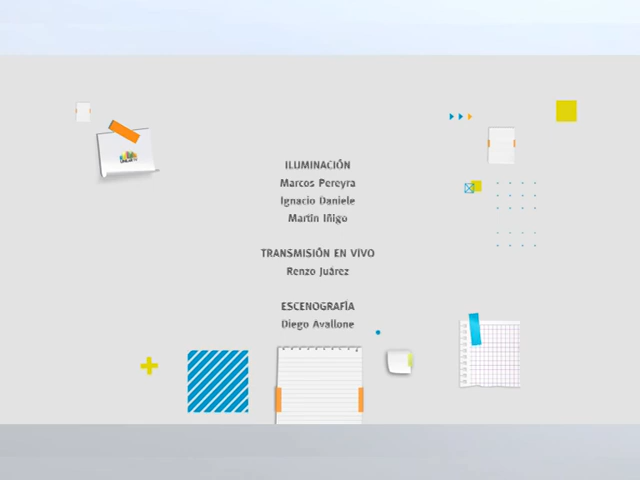 ILUMINACIÓN
Marcos Pereyra
Ignacio Daniele
Martín Iñigo
TRANSMISIÓN EN VIVO
Renzo Juárez
ESCENOGRAFÍA
Diego Avallone